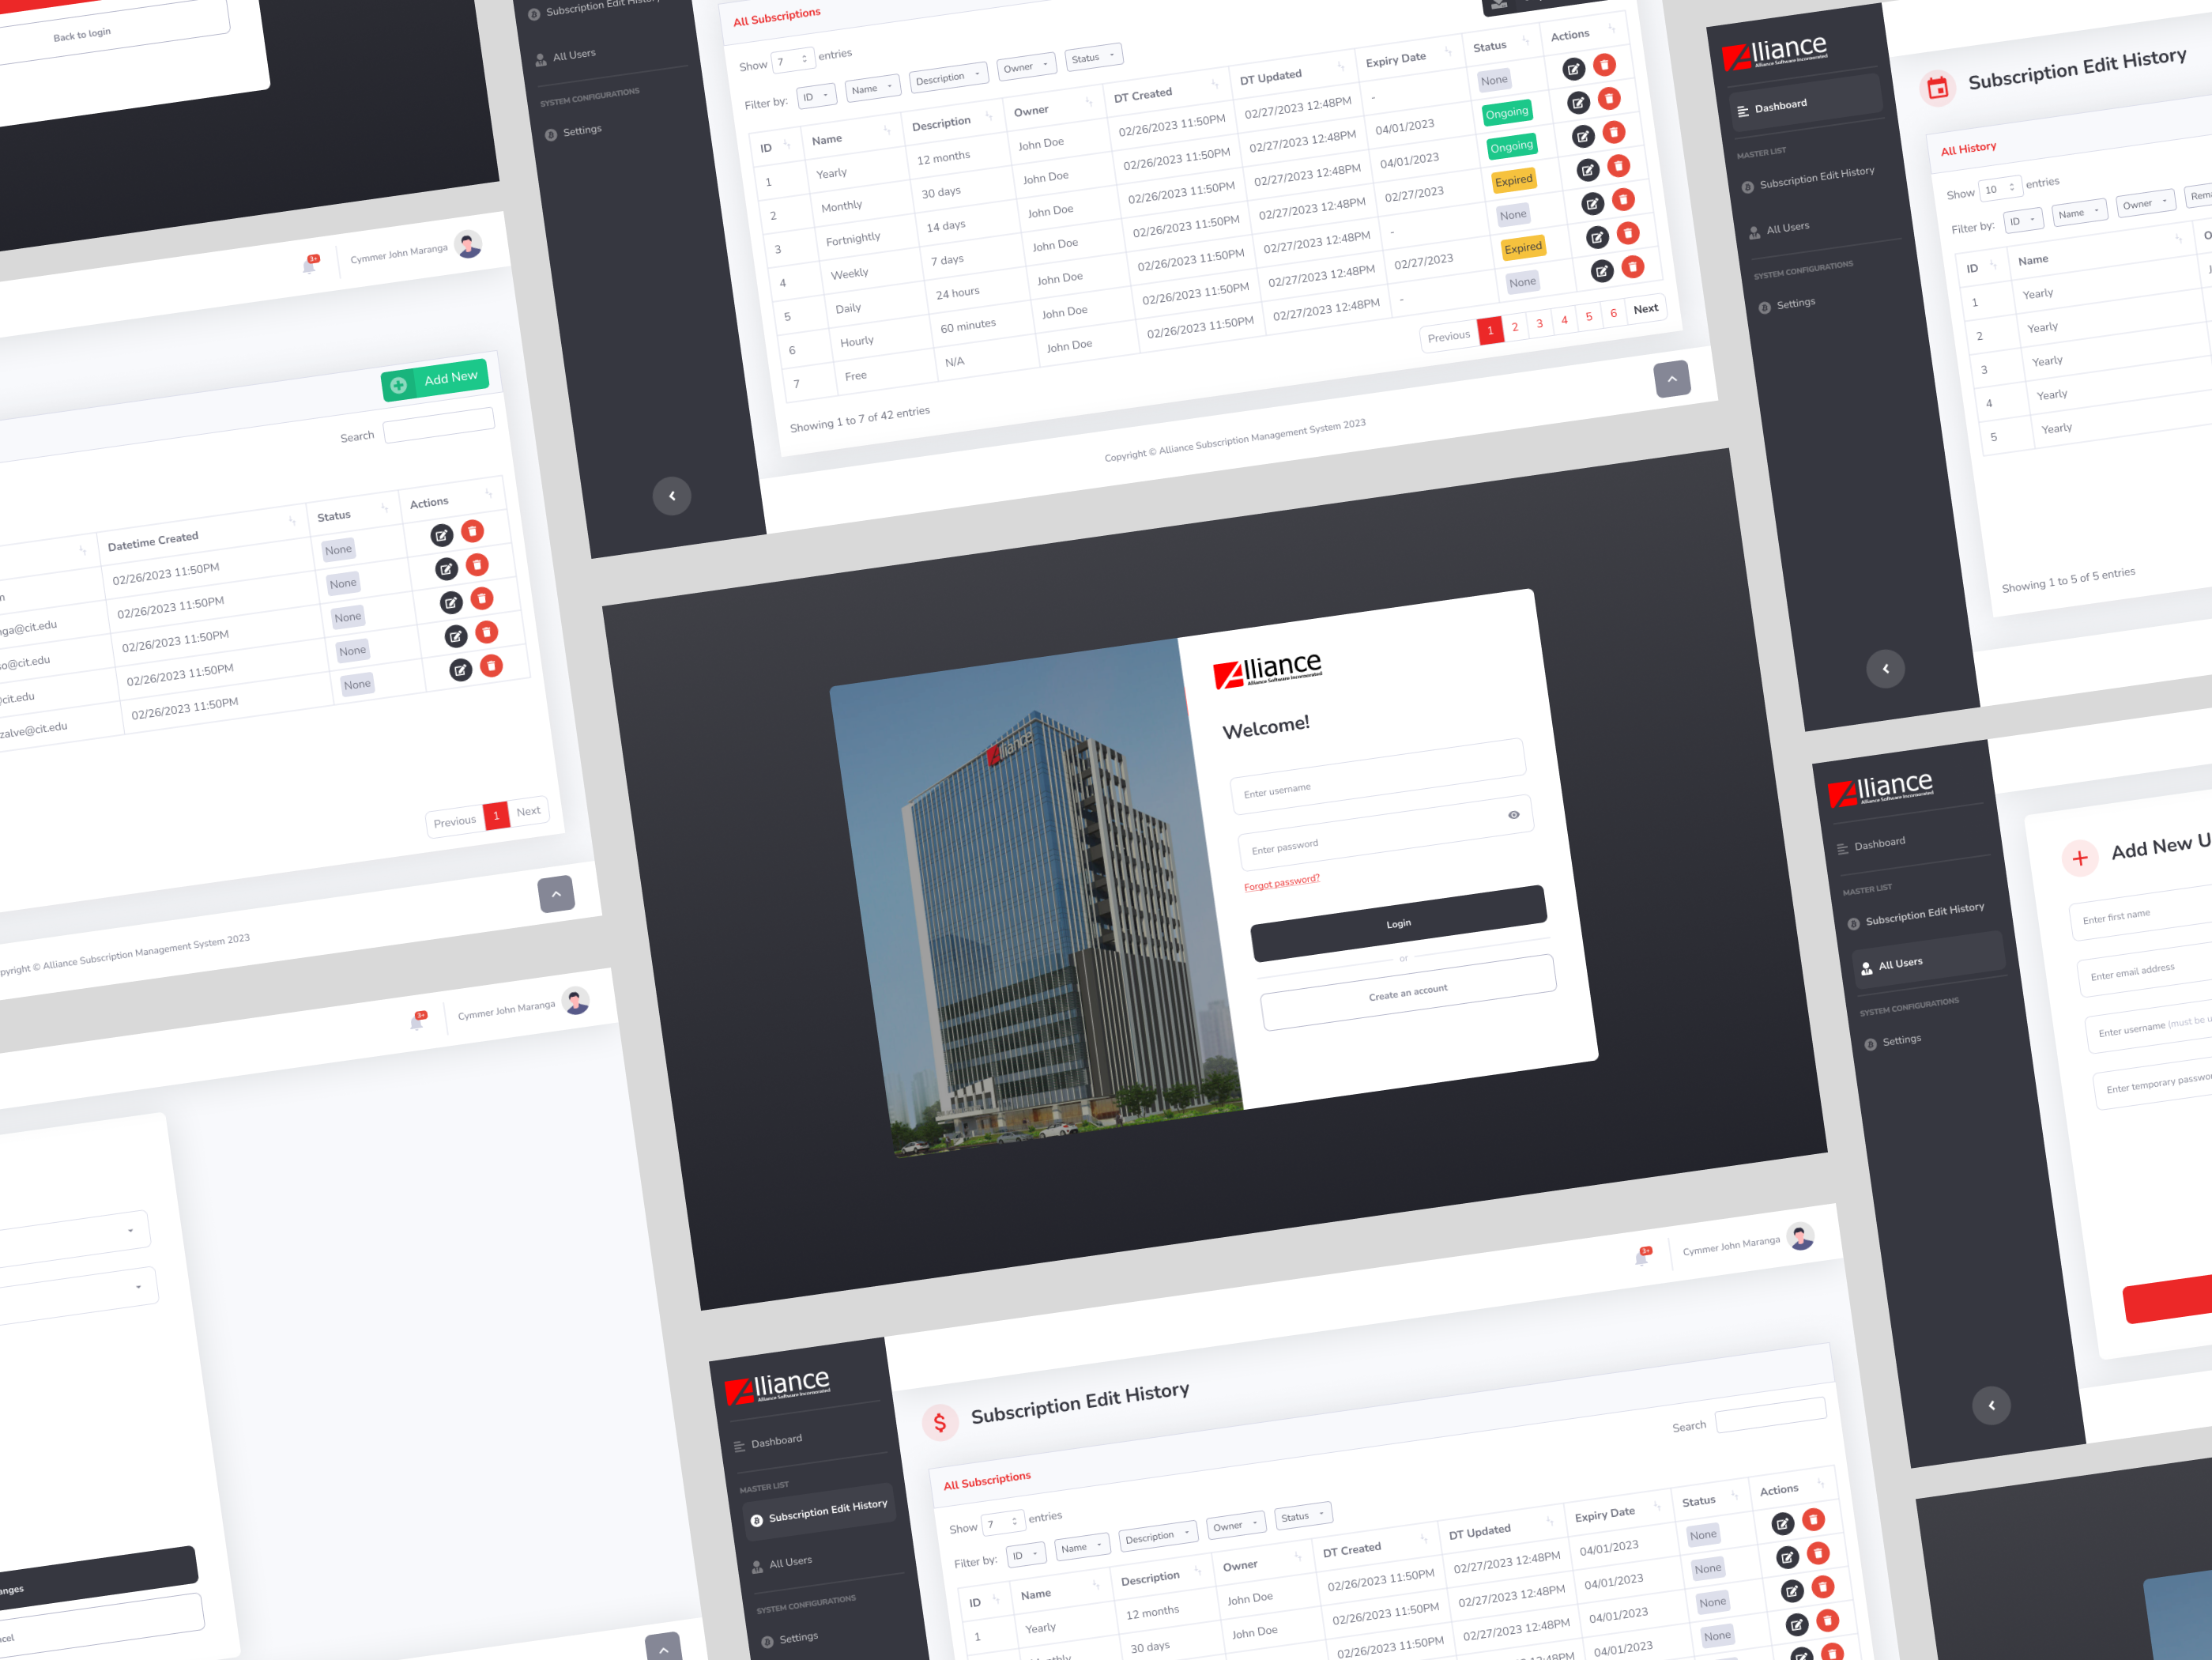 Back to login
3+
Cymmer John Maranga
Add New
Search
Datetime Created Status Actions
02/26/2023 11:50PM None
nga@cit.edu 02/26/2023 11:50PM None
so@cit.edu 02/26/2023 11:50PM None
@cit.edu 02/26/2023 11:50PM None
zalve@cit.edu 02/26/2023 11:50PM None
Previous 1 Next
pyright © Alliance Subscription Management System 2023
3+
Cymmer John Maranga
anges
cel
Subscription Edit History
All Users
SYSTEM CONFIGURATIONS
Settings
All Subscriptions
Show 7 entries
Filter by: ID Name Description Owner Status
ID Name Description Owner DT Created DT Updated Expiry Date Status Actions
1 Yearly 12 months John Doe 02/26/2023 11:50PM 02/27/2023 12:48PM - None
2 Monthly 30 days John Doe 02/26/2023 11:50PM 02/27/2023 12:48PM 04/01/2023 Ongoing
3 Fortnightly 14 days John Doe 02/26/2023 11:50PM 02/27/2023 12:48PM 04/01/2023 Ongoing
4 Weekly 7 days John Doe 02/26/2023 11:50PM 02/27/2023 12:48PM 02/27/2023 Expired
5 Daily 24 hours John Doe 02/26/2023 11:50PM 02/27/2023 12:48PM - None
6 Hourly 60 minutes John Doe 02/26/2023 11:50PM 02/27/2023 12:48PM 02/27/2023 Expired
7 Free N/A John Doe 02/26/2023 11:50PM 02/27/2023 12:48PM - None
Showing 1 to 7 of 42 entries
Previous 1 2 3 4 5 6 Next
Copyright © Alliance Subscription Management System 2023
Alliance
Alliance
Alliance Software Incorporated
Welcome!
Enter username
Enter password
Forgot password?
Login
or
Create an account
3+
Cymmer John Maranga
Alliance
Alliance Software Incorporated
Dashboard
MASTER LIST
Subscription Edit History
All Users
SYSTEM CONFIGURATIONS
Settings
Subscription Edit History
All Subscriptions
Search
Show 7 entries
Filter by: ID Name Description Owner Status
ID Name Description Owner DT Created DT Updated Expiry Date Status Actions
1 Yearly 12 months John Doe 02/26/2023 11:50PM 02/27/2023 12:48PM 04/01/2023 None
30 days John Doe 02/26/2023 11:50PM 02/27/2023 12:48PM 04/01/2023 None
02/26/2023 11:50PM 02/27/2023 12:48PM 04/01/2023 None
04/01/2023 None
Alliance
Alliance Software Incorporated
Dashboard
MASTER LIST
Subscription Edit History
All Users
SYSTEM CONFIGURATIONS
Settings
Subscription Edit History
All History
Show 10 entries
Filter by: ID Name Owner Rema
ID Name O
1 Yearly
2 Yearly
3 Yearly
4 Yearly
5 Yearly
Showing 1 to 5 of 5 entries
Alliance
Alliance Software Incorporated
Dashboard
MASTER LIST
Subscription Edit History
All Users
SYSTEM CONFIGURATIONS
Settings
Add New U
Enter first name
Enter email address
Enter username (must be u
Enter temporary passwo